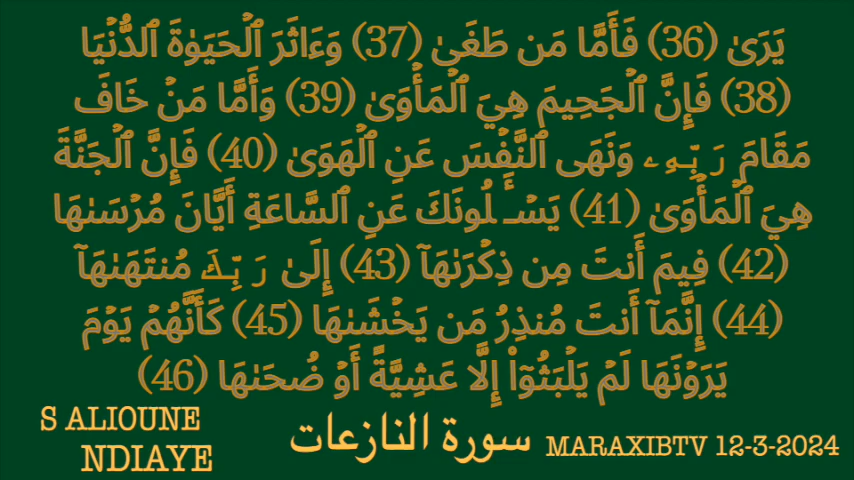 يَرَىٰ (36) فَأَمَّا مَن طَغَىٰ (37) وَءَاثَرَ ٱلۡحَيَوٰةَ ٱلدُّنۡيَا
(38) فَإِنَّ ٱلۡجَحِيمَ هِيَ ٱلۡمَأۡوَىٰ (39) وَأَمَّا مَنۡ خَافَ
مَقَامَ رَبِّهِۦ وَنَهَى ٱلنَّفۡسَ عَنِ ٱلۡهَوَىٰ (40) فَإِنَّ ٱلۡجَنَّةَ
هِيَ ٱلۡمَأۡوَىٰ (41) يَسۡـَٔلُونَكَ عَنِ ٱلسَّاعَةِ أَيَّانَ مُرۡسَىٰهَا
(42) فِيمَ أَنتَ مِن ذِكۡرَىٰهَآ (43) إِلَىٰ رَبِّكَ مُنتَهَىٰهَآ
(44) إِنَّمَآ أَنتَ مُنذِرُ مَن يَخۡشَىٰهَا (45) كَأَنَّهُمۡ يَوۡمَ
يَرَوۡنَهَا لَمۡ يَلۡبَثُوٓاْ إِلَّا عَشِيَّةً أَوۡ ضُحَىٰهَا (46)
S ALIOUNE
NDIAYE
سورة النازعات
MARAXIBTV 12-3-2024